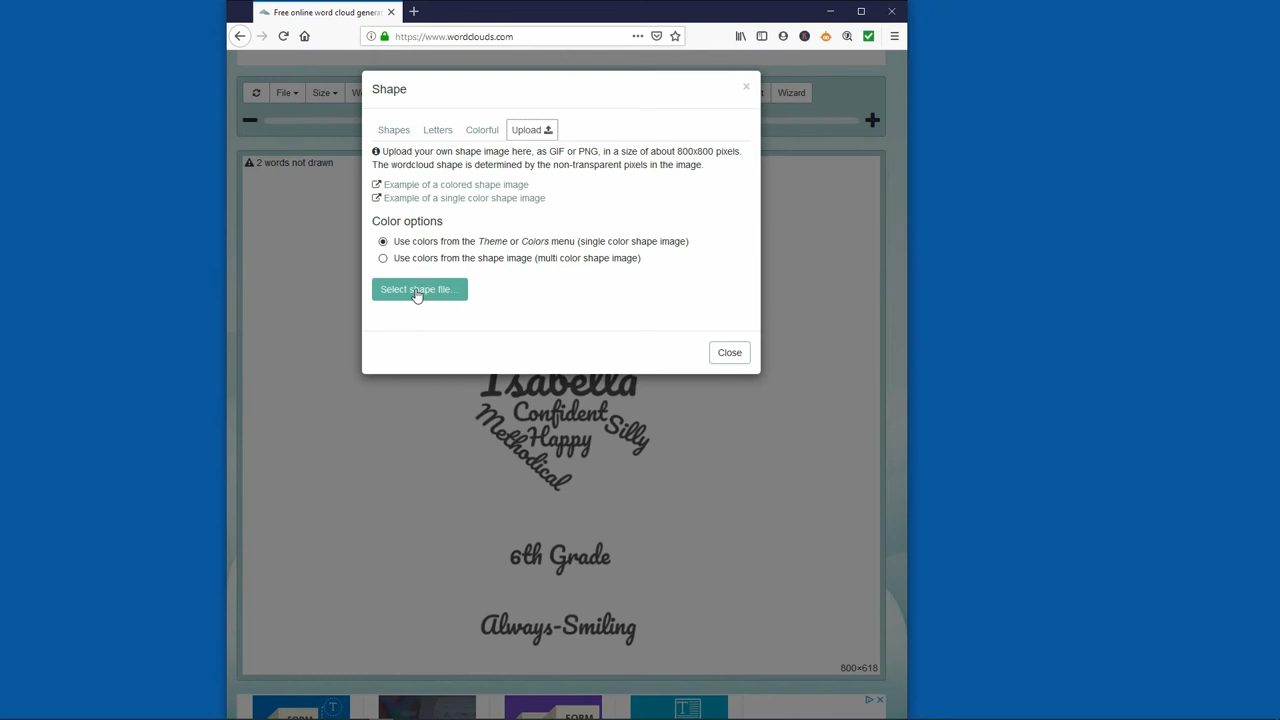 Free online word cloud generat
https://www.wordclouds.com
Shape
×
File
Size
Wizard
Shapes
Letters
Colorful
Upload
Upload your own shape image here, as GIF or PNG, in a size of about 800x800 pixels.
The wordcloud shape is determined by the non-transparent pixels in the image.
2 words not drawn
Example of a colored shape image
Example of a single color shape image
Color options
Use colors from the Theme or Colors menu (single color shape image)
Use colors from the shape image (multi color shape image)
Select shape file...
Close
Isabella
Confident
Silly
Happy
Methodical
6th Grade
Always-Smiling
800×618
FORM
FORM